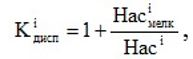 K^i_дисп = 1 + Нас^i_мелк / Нас^i ,